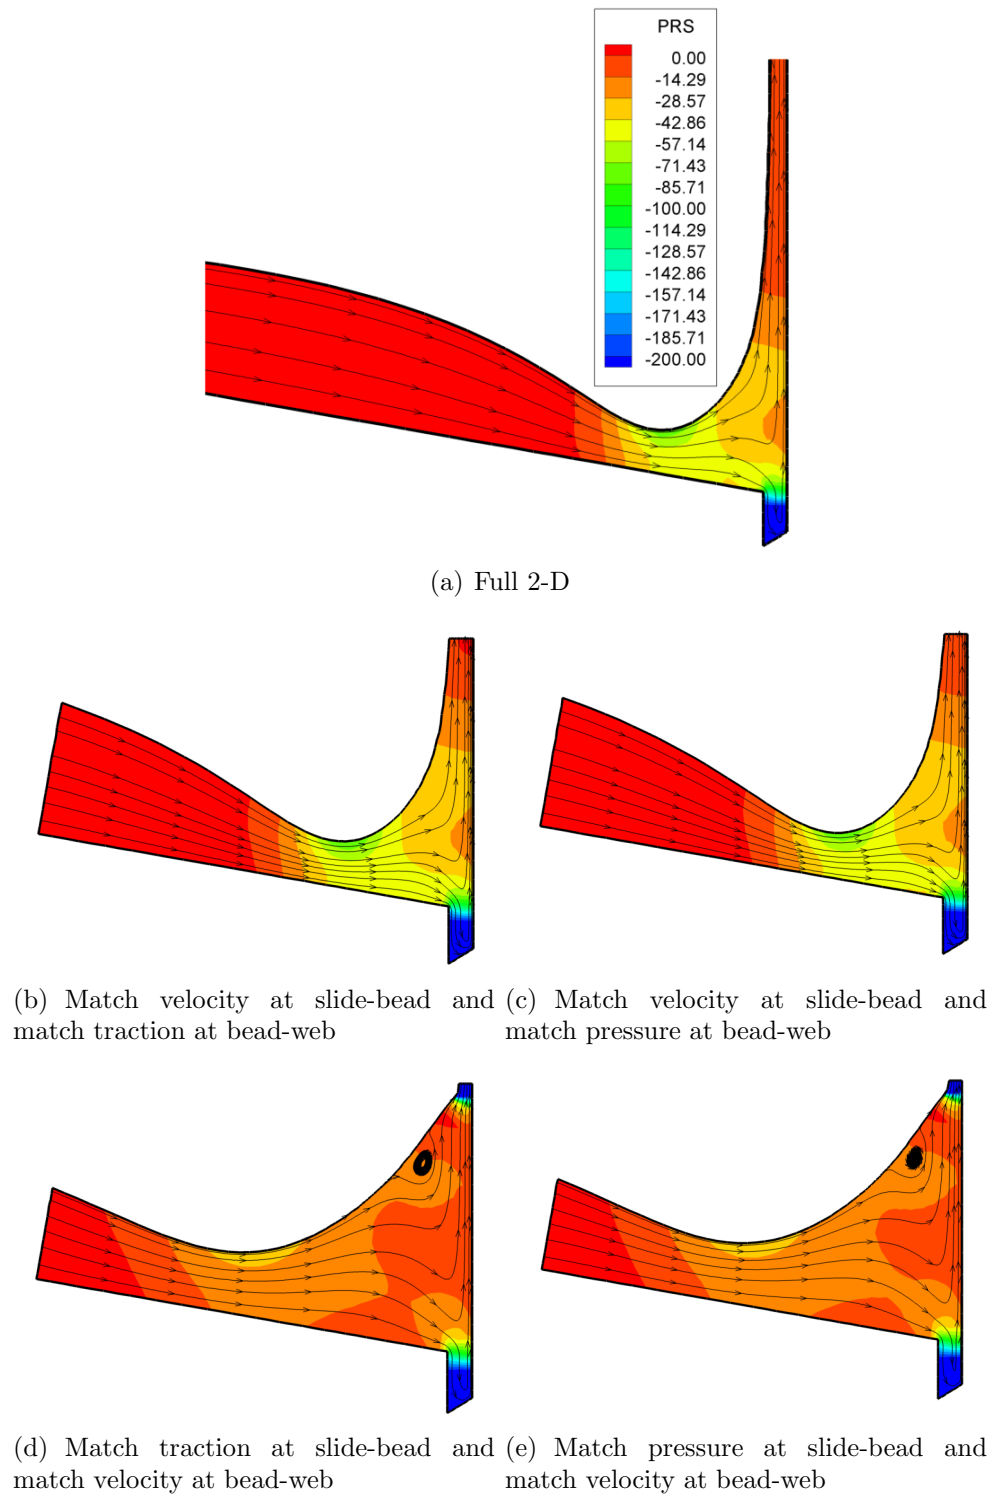 PRS
0.00
-14.29
-28.57
-42.86
-57.14
-71.43
-85.71
-100.00
-114.29
-128.57
-142.86
-157.14
-171.43
-185.71
-200.00
(a) Full 2-D
(b) Match velocity at slide-bead and
match traction at bead-web
(c) Match velocity at slide-bead and
match pressure at bead-web
(d) Match traction at slide-bead and
match velocity at bead-web
(e) Match pressure at slide-bead and
match velocity at bead-web